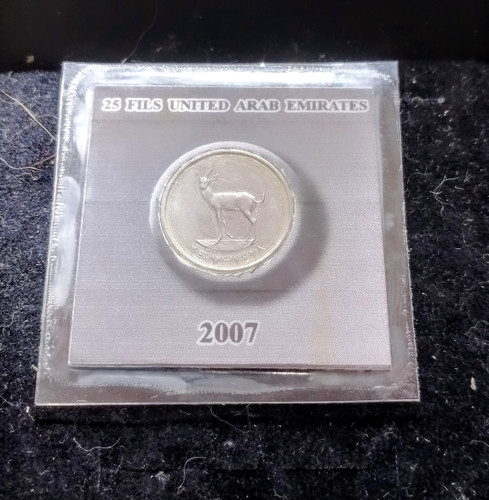 25 FILS UNITED ARAB EMIRATES
2007